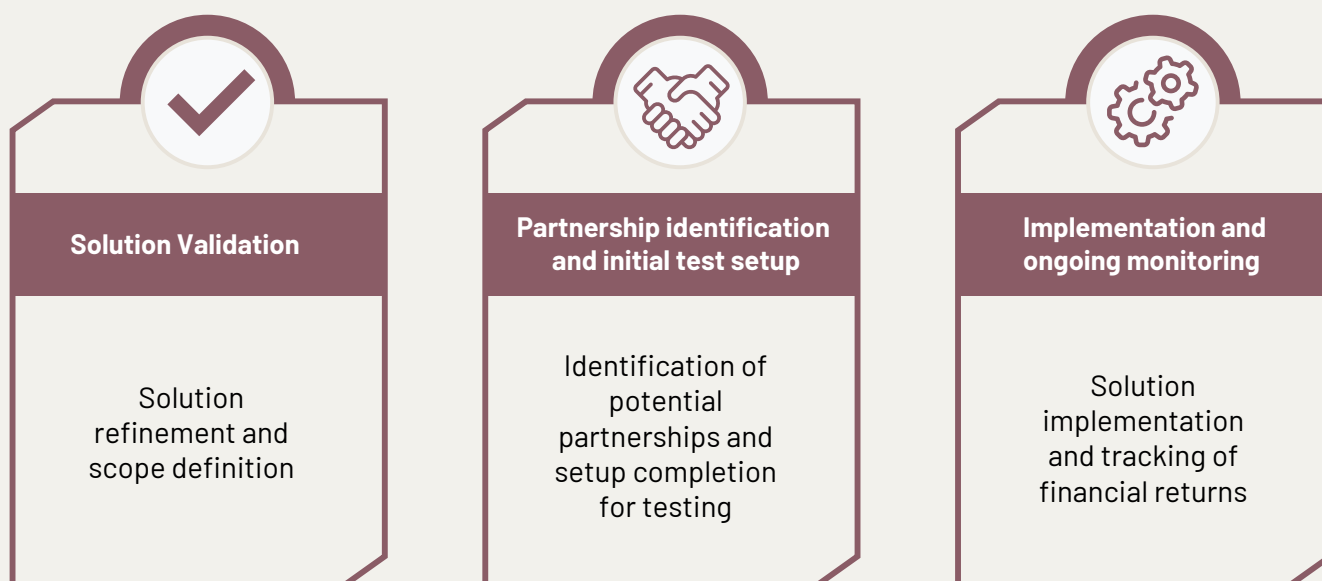 Solution Validation
Solution
refinement and
scope definition
Partnership identification
and initial test setup
Identification of
potential
partnerships and
setup completion
for testing
Implementation and
ongoing monitoring
Solution
implementation
and tracking of
financial returns